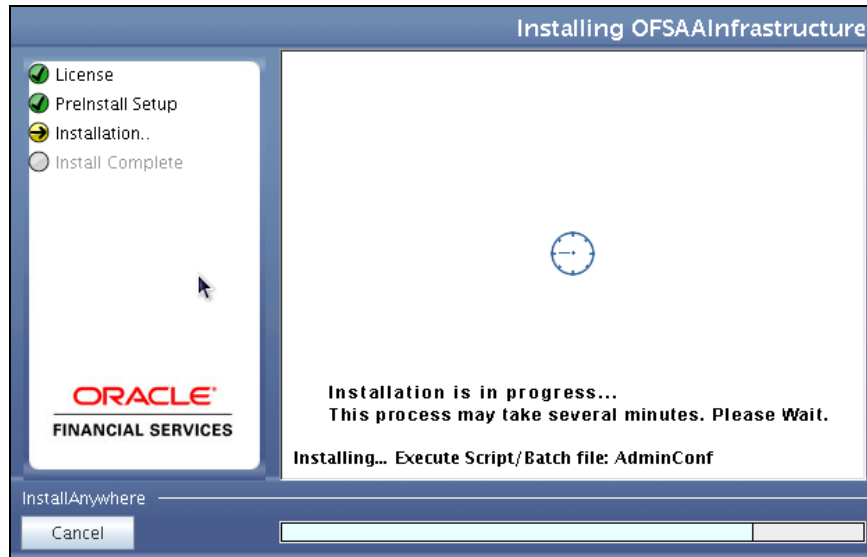 Installing OFSAAInfrastructure
License
PreInstall Setup
Installation..
Install Complete
ORACLE
FINANCIAL SERVICES
Installation is in progress...
This process may take several minutes. Please Wait.
Installing... Execute Script/Batch file: AdminConf
InstallAnywhere
Cancel